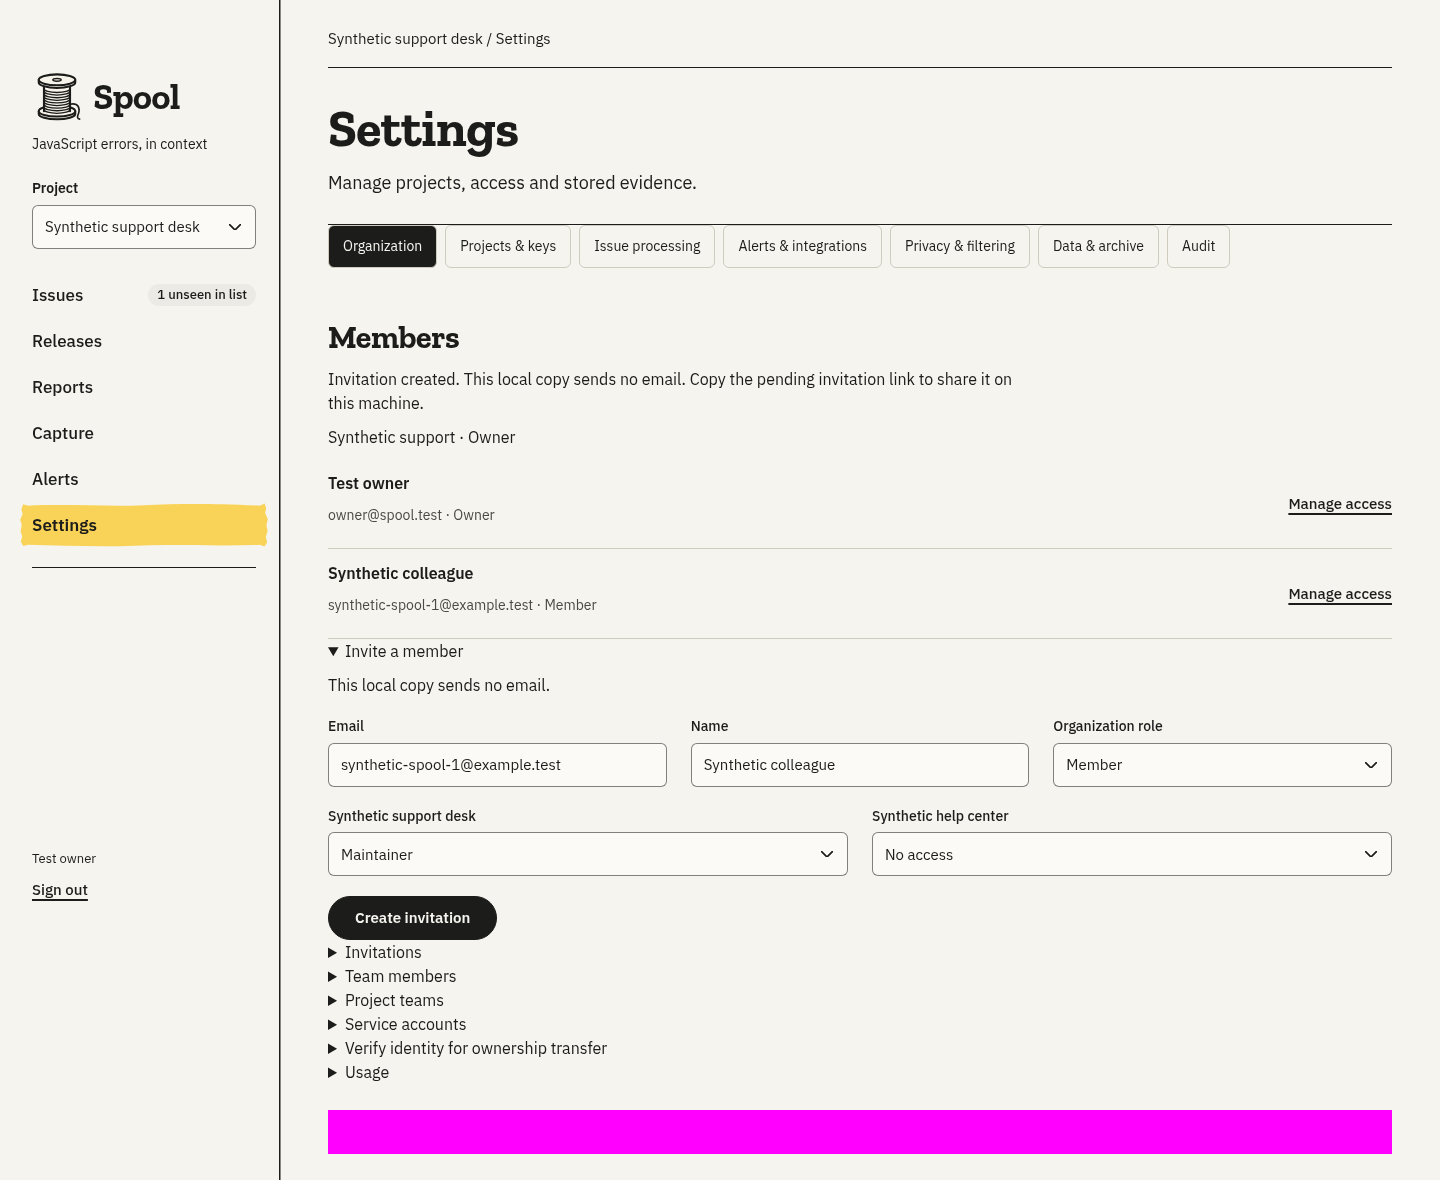 Spool
JavaScript errors, in context
Project
Synthetic support desk
Issues
1 unseen in list
Releases
Reports
Capture
Alerts
Settings
Test owner
Sign out
Synthetic support desk / Settings
Settings
Manage projects, access and stored evidence.
Organization
Projects & keys
Issue processing
Alerts & integrations
Privacy & filtering
Data & archive
Audit
Members
Invitation created. This local copy sends no email. Copy the pending invitation link to share it on
this machine.
Synthetic support · Owner
Test owner
owner@spool.test · Owner
Manage access
Synthetic colleague
synthetic-spool-1@example.test · Member
Manage access
Invite a member
This local copy sends no email.
Email
Name
Organization role
synthetic-spool-1@example.test
Synthetic colleague
Member
Synthetic support desk
Synthetic help center
Maintainer
No access
Create invitation
Invitations
Team members
Project teams
Service accounts
Verify identity for ownership transfer
Usage